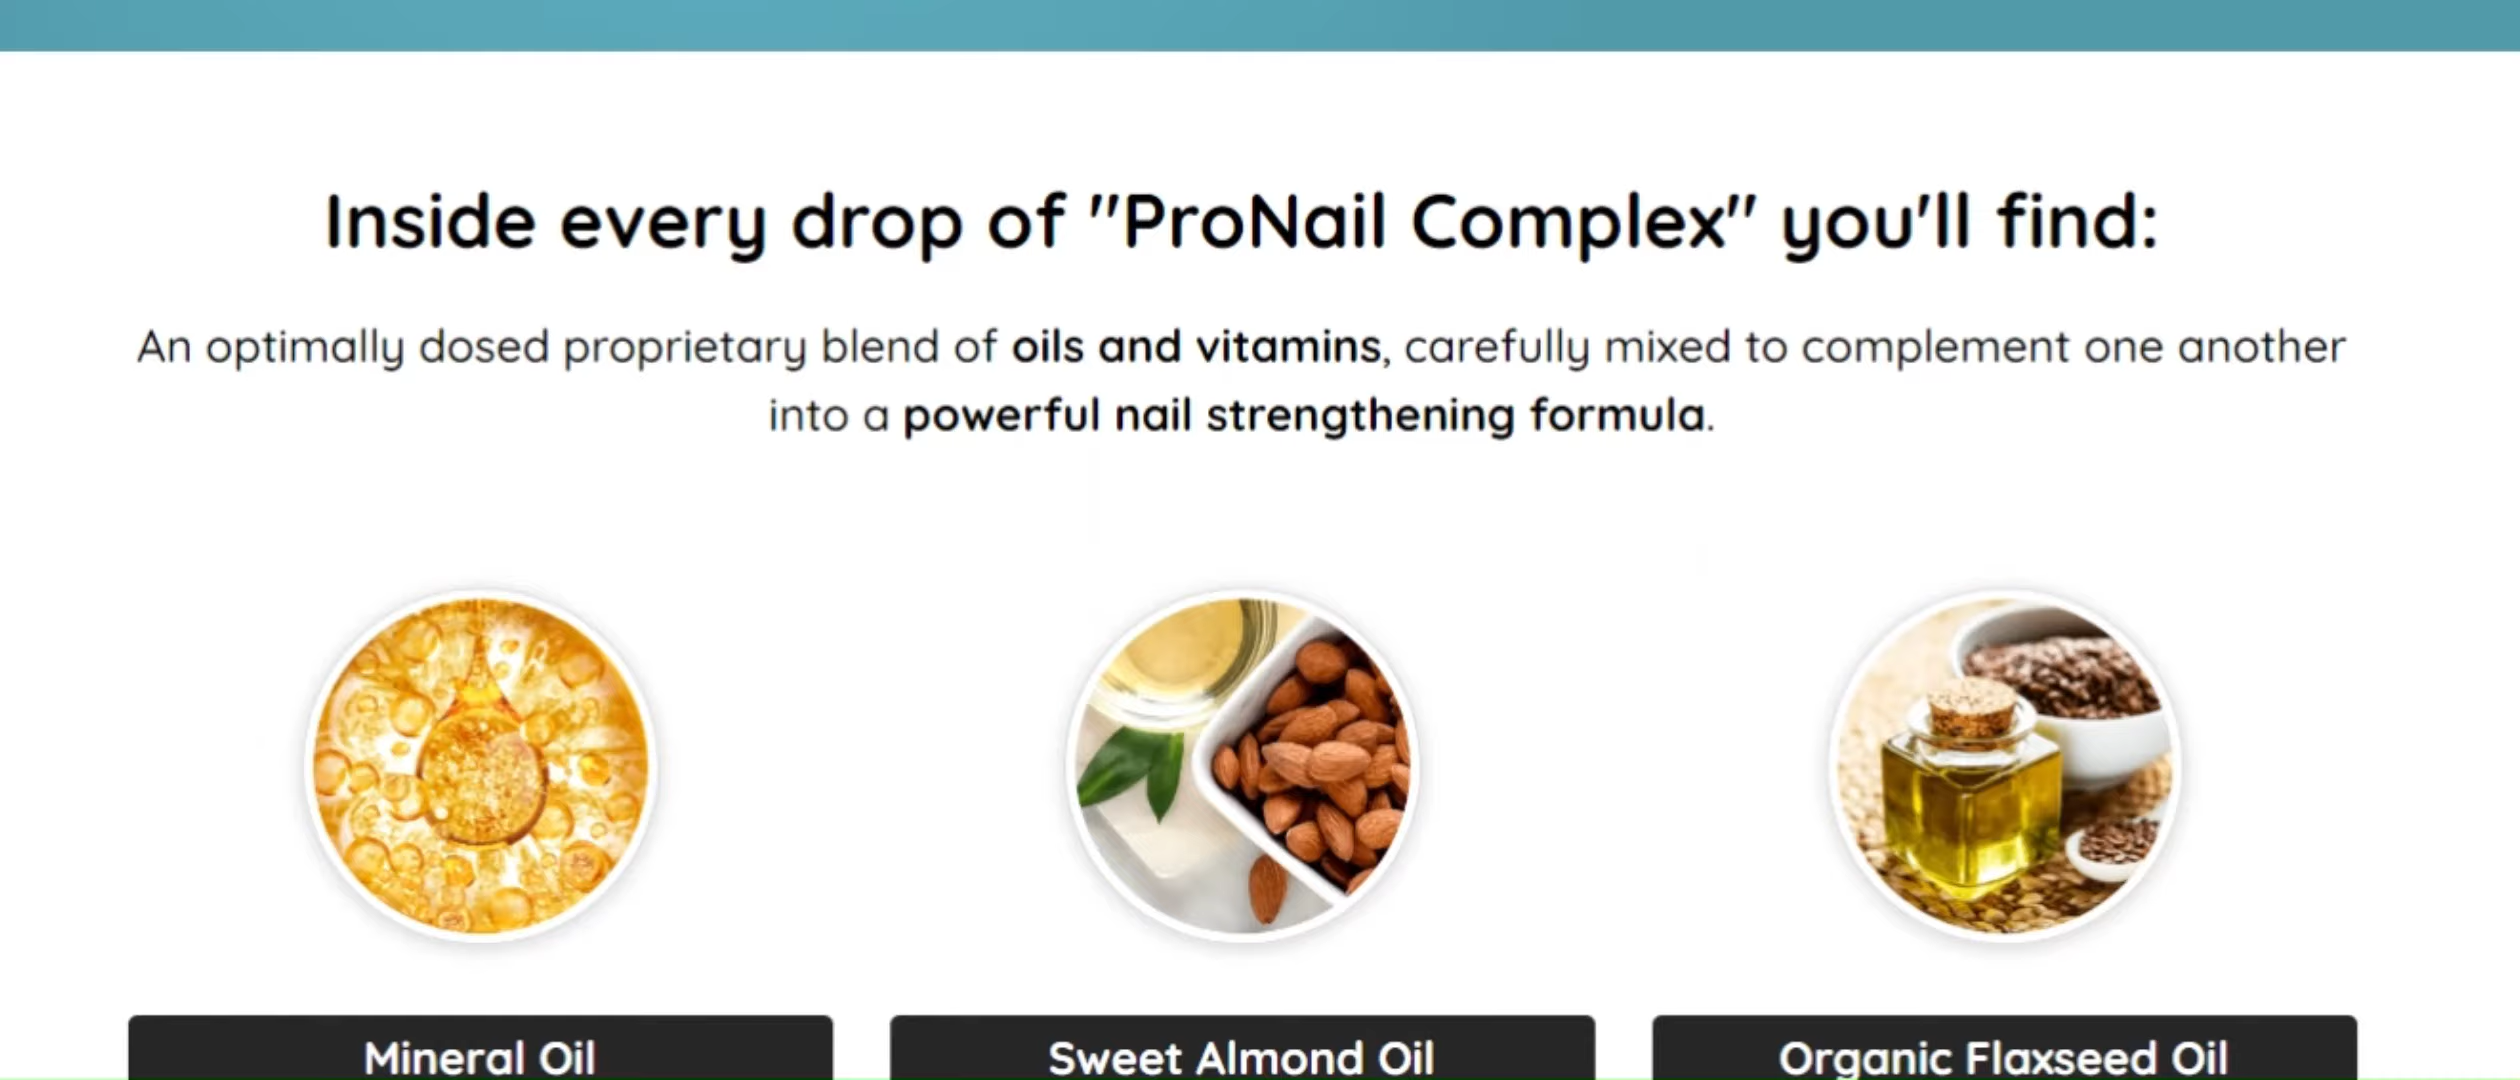 Inside every drop of "ProNail Complex" you'll find:
An optimally dosed proprietary blend of oils and vitamins, carefully mixed to complement one another
into a powerful nail strengthening formula.
Mineral Oil
Sweet Almond Oil
Organic Flaxseed Oil